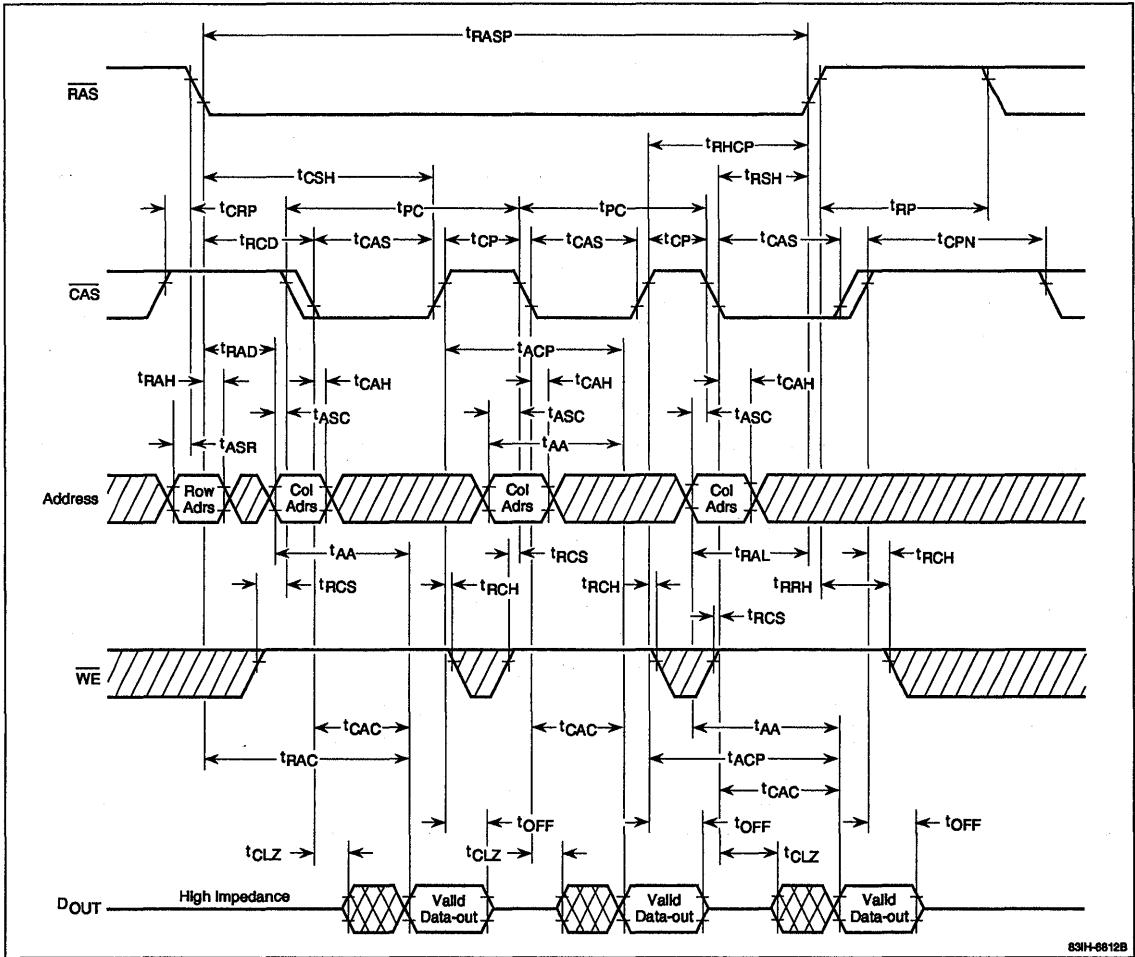 tRASP
RAS
tRHCP
tCSH
tRSH
tCRP
tPC
tPC
tRP
tRCD
tCAS
tCP
tCAS
tCP
tCAS
tCPN
CAS
tRAD
tACP
tRAH
tCAH
tCAH
tCAH
tASC
tASC
tASC
tASR
tAA
Address
Row Adrs
Col Adrs
Col Adrs
Col Adrs
tAA
tRCS
tRAL
tRCH
tRCS
tRCH
tRCH
tRRH
tRCS
WE
tCAC
tCAC
tAA
tRAC
tACP
tCAC
tOFF
tOFF
tOFF
tCLZ
tCLZ
tCLZ
DOUT
High Impedance
Valid Data-out
Valid Data-out
Valid Data-out
83IH-6812B